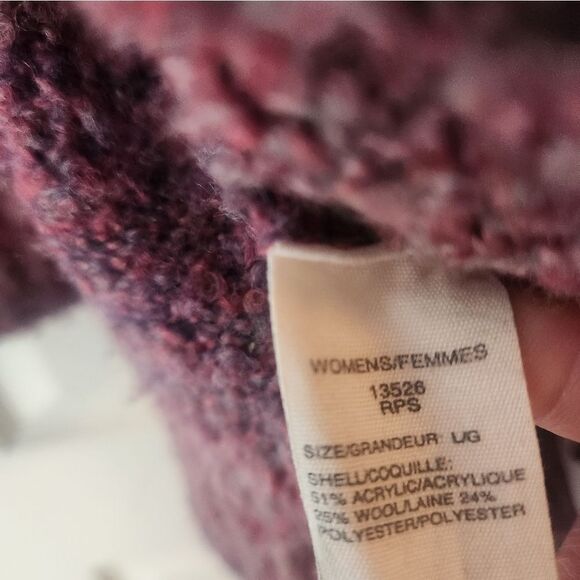 WOMENS/FEMMES
13526
RPS
SIZE/GRANDEUR L/G
SHELL/COQUILLE:
51% ACRYLIC/ACRYLIQUE
25% WOOL/LAINE 24%
POLYESTER/POLYESTER